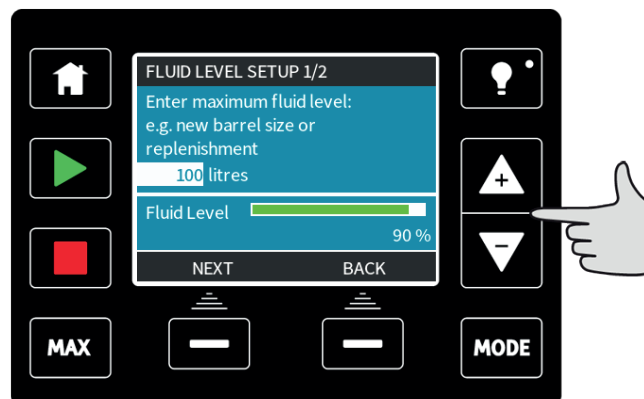 FLUID LEVEL SETUP 1/2
Enter maximum fluid level:
e.g. new barrel size or
replenishment
100 litres
Fluid Level
90 %
NEXT BACK
+
−
MAX
MODE